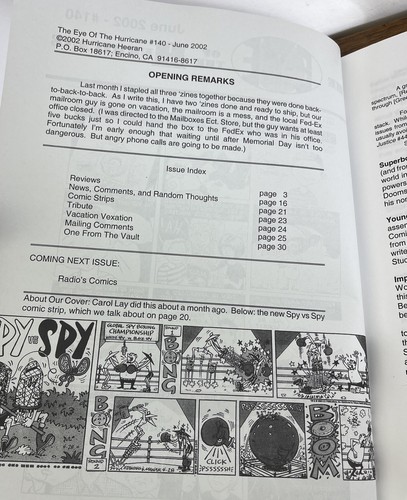 The Eye Of The Hurricane #140 - June 2002
©2002 Hurricane Heeran
P.O. Box 18617; Encino, CA 91416-8617
OPENING REMARKS
Last month I stapled all three 'zines together because they were done back-
to-back-to-back. As I write this, I have two 'zines done and ready to ship, but our
mailroom guy is gone on vacation, the mailroom is a mess, and the local Fed-Ex
office closed. (I was directed to the Mailboxes Ect. Store, but the guy wants at least
five bucks just so I could hand the box to the FedEx who was in his office.
Fortunately I'm early enough that waiting until after Memorial Day isn't too
dangerous. But angry phone calls are going to be made.)
Issue Index
Reviews page 3
News, Comments, and Random Thoughts page 16
Comic Strips page 21
Tribute page 23
Vacation Vexation page 24
Mailing Comments page 25
One From The Vault page 30
COMING NEXT ISSUE:
Radio's Comics
About Our Cover: Carol Lay did this about a month ago. Below: the new Spy vs Spy
comic strip, which we talk about on page 20.
PY VS SPY
GLOBAL SPY BOXING
CHAMPIONSHIP
BONG
BONG
ROUND
2
CLICK
PSSSSSSH
BOOM